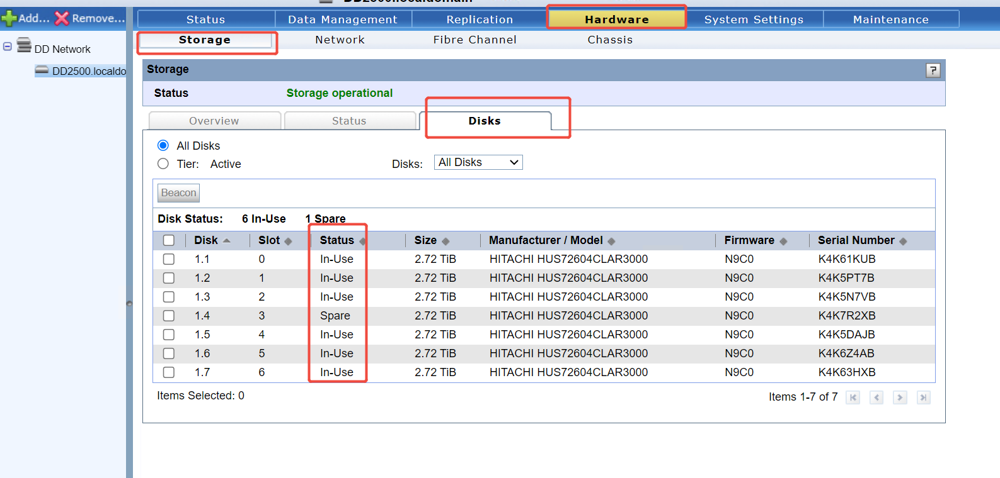 DD2500.localdomain
Add... Remove...
Status Data Management Replication Hardware System Settings Maintenance
Storage Network Fibre Channel Chassis
DD Network
DD2500.localdo
Storage ?
Status Storage operational
Overview Status Disks
All Disks
Tier: Active Disks: All Disks
Beacon
Disk Status: 6 In-Use 1 Spare
Disk Slot Status Size Manufacturer / Model Firmware Serial Number
1.1 0 In-Use 2.72 TiB HITACHI HUS72604CLAR3000 N9C0 K4K61KUB
1.2 1 In-Use 2.72 TiB HITACHI HUS72604CLAR3000 N9C0 K4K5PT7B
1.3 2 In-Use 2.72 TiB HITACHI HUS72604CLAR3000 N9C0 K4K5N7VB
1.4 3 Spare 2.72 TiB HITACHI HUS72604CLAR3000 N9C0 K4K7R2XB
1.5 4 In-Use 2.72 TiB HITACHI HUS72604CLAR3000 N9C0 K4K5DAJB
1.6 5 In-Use 2.72 TiB HITACHI HUS72604CLAR3000 N9C0 K4K6Z4AB
1.7 6 In-Use 2.72 TiB HITACHI HUS72604CLAR3000 N9C0 K4K63HXB
Items Selected: 0 Items 1-7 of 7